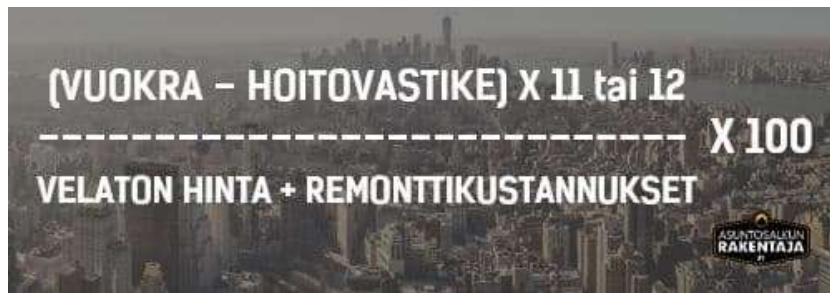 (VUOKRA – HOITOVASTIKE) X 11 tai 12
------------------------------ X 100
VELATON HINTA + REMONTTIKUSTANNUKSET
ASUNTOSALKUN
RAKENTAJA